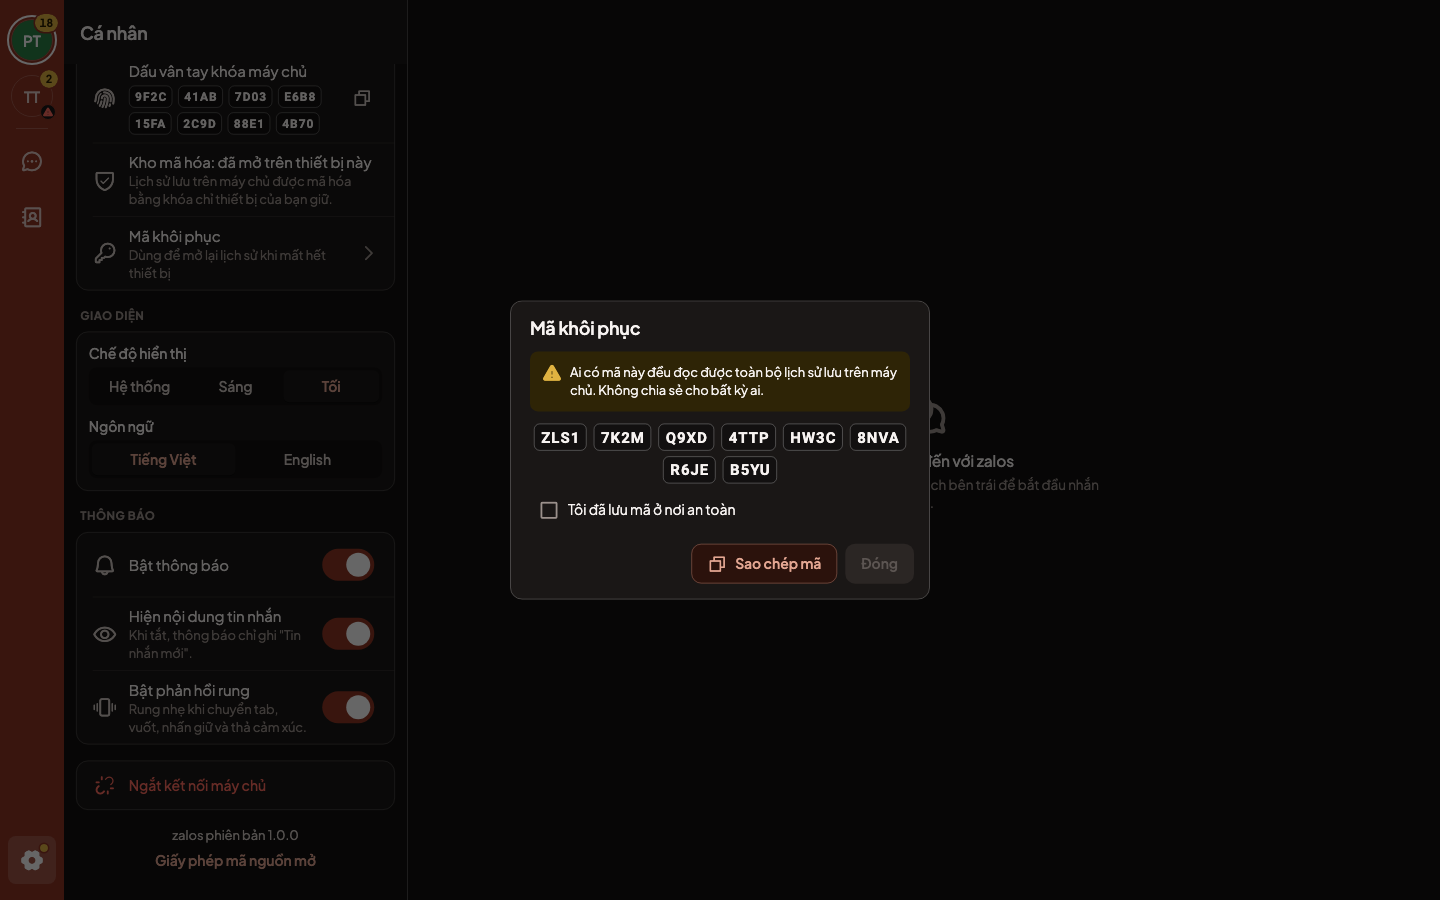 18
PT
2
TT
Cá nhân
Dấu vân tay khóa máy chủ
9F2C 41AB 7D03 E6B8
15FA 2C9D 88E1 4B70
Kho mã hóa: đã mở trên thiết bị này
Lịch sử lưu trên máy chủ được mã hóa
bằng khóa chỉ thiết bị của bạn giữ.
Mã khôi phục
Dùng để mở lại lịch sử khi mất hết
thiết bị
GIAO DIỆN
Chế độ hiển thị
Hệ thống Sáng Tối
Ngôn ngữ
Tiếng Việt English
THÔNG BÁO
Bật thông báo
Hiện nội dung tin nhắn
Khi tắt, thông báo chỉ ghi "Tin
nhắn mới".
Bật phản hồi rung
Rung nhẹ khi chuyển tab,
vuốt, nhấn giữ và thả cảm xúc.
Ngắt kết nối máy chủ
zalos phiên bản 1.0.0
Giấy phép mã nguồn mở
Mã khôi phục
Ai có mã này đều đọc được toàn bộ lịch sử lưu trên máy
chủ. Không chia sẻ cho bất kỳ ai.
ZLS1 7K2M Q9XD 4TTP HW3C 8NVA
R6JE B5YU
Tôi đã lưu mã ở nơi an toàn
Sao chép mã Đóng
đến với zalos
ch bên trái để bắt đầu nhắn